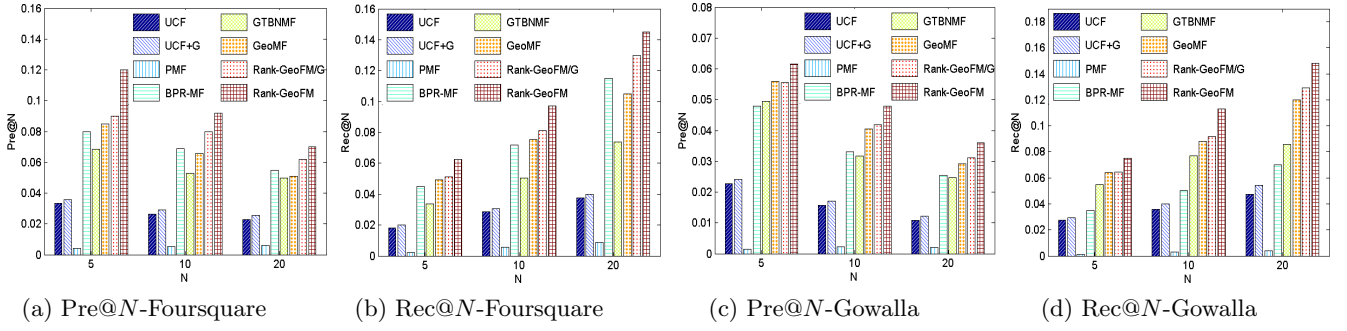 0.16
0.14
0.12
0.1
0.08
0.06
0.04
0.02
0
Pre@N
UCF
UCF+G
PMF
BPR-MF
GTBNMF
GeoMF
Rank-GeoFM/G
Rank-GeoFM
5 10 20
N
(a) Pre@N-Foursquare
0.16
0.14
0.12
0.1
0.08
0.06
0.04
0.02
0
Rec@N
UCF
UCF+G
PMF
BPR-MF
GTBNMF
GeoMF
Rank-GeoFM/G
Rank-GeoFM
5 10 20
N
(b) Rec@N-Foursquare
0.08
0.07
0.06
0.05
0.04
0.03
0.02
0.01
0
Pre@N
UCF
UCF+G
PMF
BPR-MF
GTBNMF
GeoMF
Rank-GeoFM/G
Rank-GeoFM
5 10 20
N
(c) Pre@N-Gowalla
0.18
0.16
0.14
0.12
0.10
0.08
0.06
0.04
0.02
0
Rec@N
UCF
UCF+G
PMF
BPR-MF
GTBNMF
GeoMF
Rank-GeoFM/G
Rank-GeoFM
5 10 20
N
(d) Rec@N-Gowalla